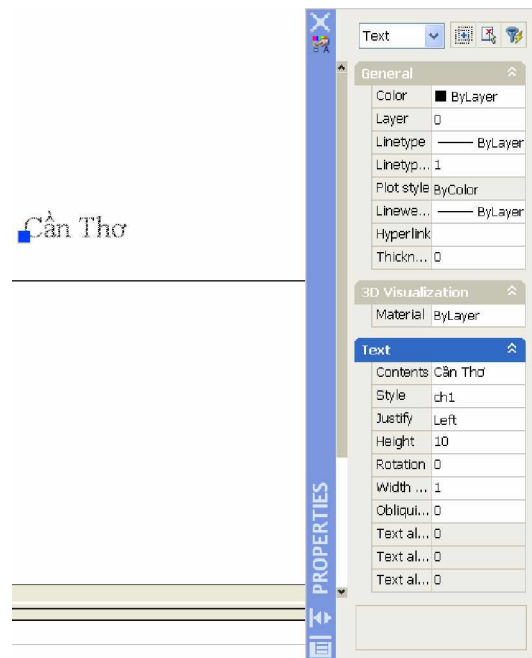 Text
General
Color ByLayer
Layer 0
Linetype ByLayer
Linetyp... 1
Plot style ByColor
Linewe... ByLayer
Hyperlink
Thickn... 0
Cần Thơ
3D Visualization
Material ByLayer
Text
Contents Cần Thơ
Style ch1
Justify Left
Height 10
Rotation 0
Width ... 1
Obliqui... 0
Text al... 0
Text al... 0
Text al... 0
PROPERTIES